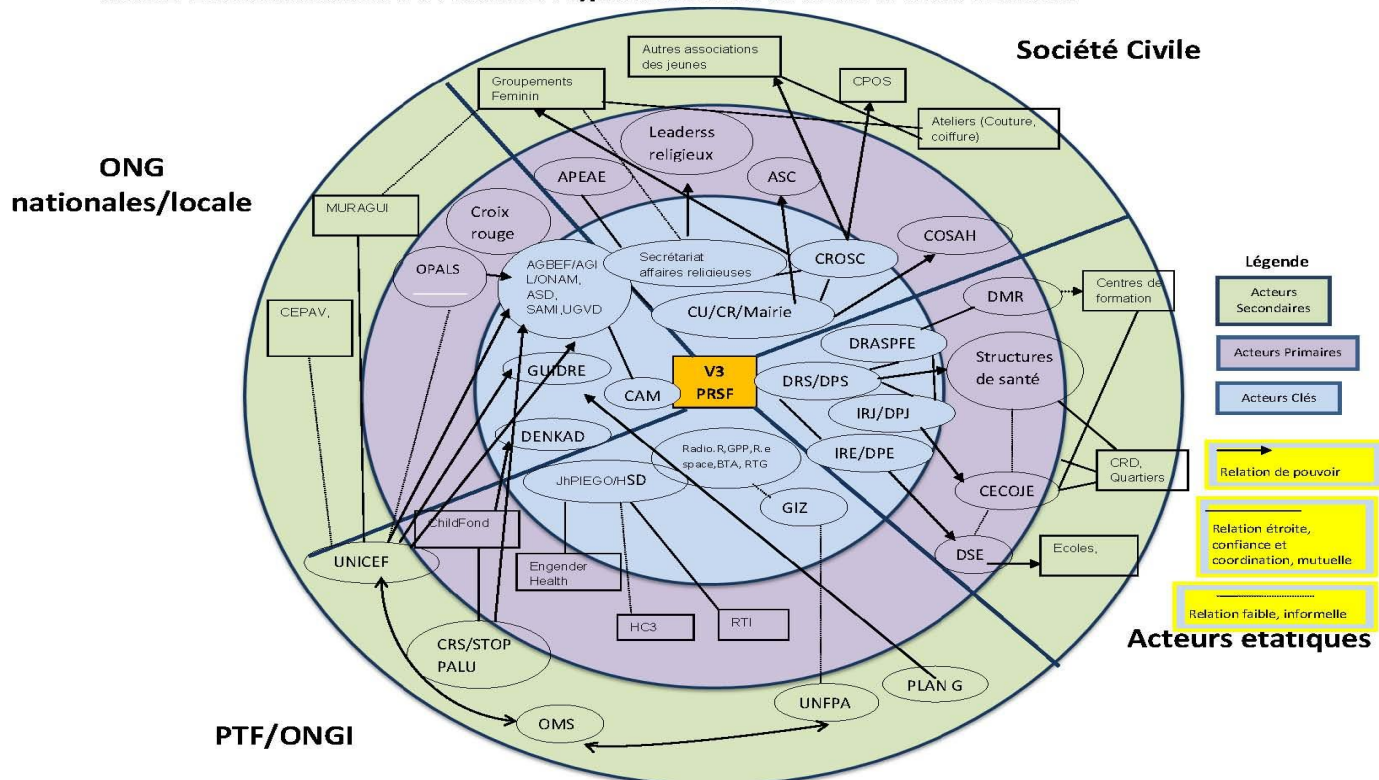 Société Civile
Autres associations
des jeunes
Groupements
Feminin
CPOS
Ateliers (Couture,
coiffure)
Leaderss
religieux
ONG
nationales/locale
APEAE
ASC
MURAGUI
Croix
rouge
COSAH
OPALS
AGBEF/AGI
L/ONAM,
ASD,
SAMI,UGVD
Secrétariat
affaires religieuses
CROSC
Légende
Acteurs
Secondaires
Acteurs Primaires
Acteurs Clés
CEPAV,
CU/CR/Mairie
DMR
Centres de
formation
DRASPFE
Structures
de santé
GUIDRE
V3
PRSF
DRS/DPS
CAM
IRJ/DPJ
DENKAD
IRE/DPE
Radio.R,GPP,R.e
space,BTA, RTG
JhPIEGO/HSD
GIZ
CECOJE
CRD,
Quartiers
Relation de pouvoir
Relation étroite,
confiance et
coordination, mutuelle
Relation faible, informelle
ChildFond
UNICEF
Engender
Health
DSE
Ecoles,
HC3
RTI
CRS/STOP
PALU
Acteurs étatiques
PLAN G
UNFPA
OMS
PTF/ONGI